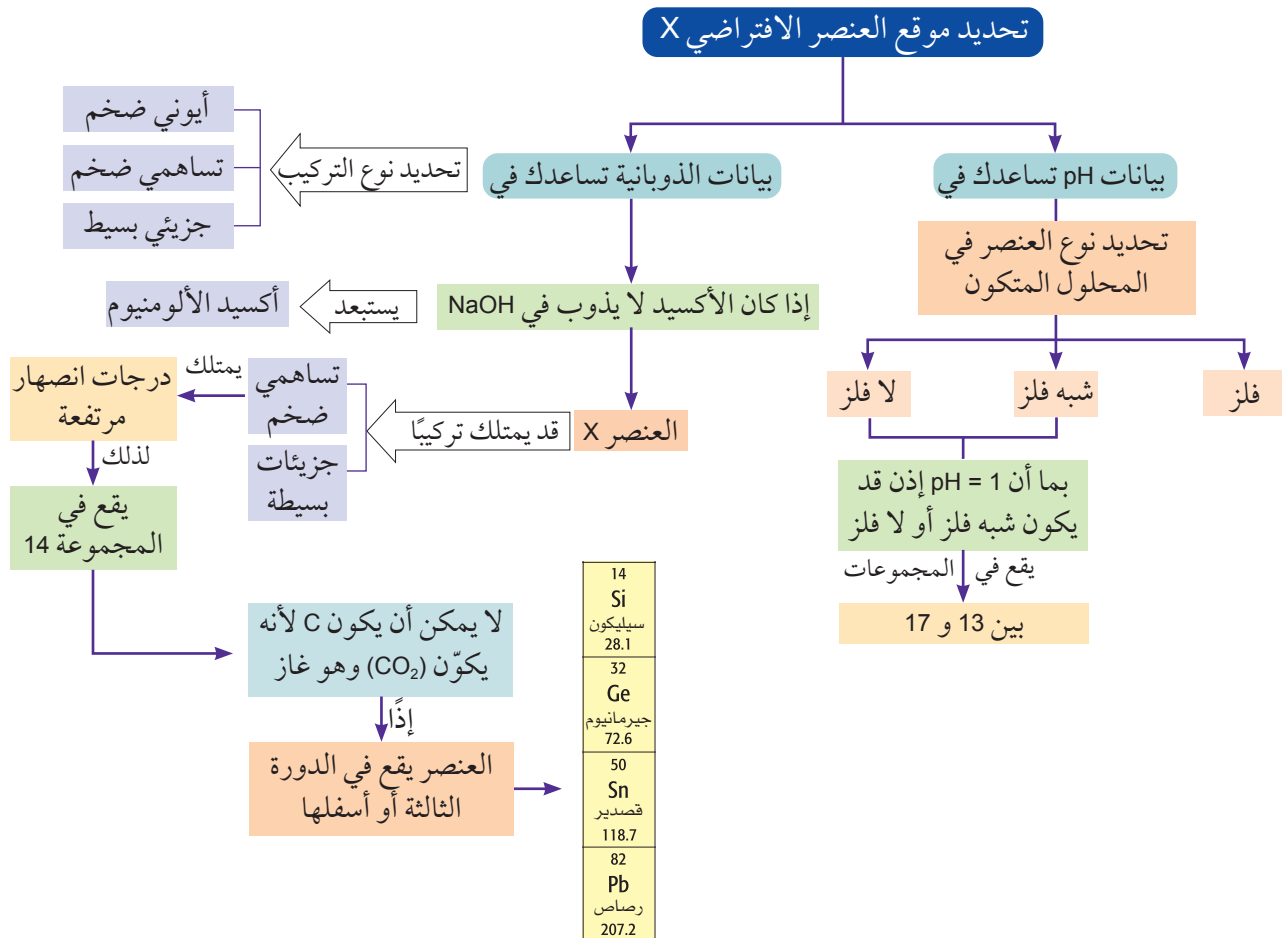 تحديد موقع العنصر الافتراضي X
بيانات pH تساعدك في
تحديد نوع العنصر في
المحلول المتكون
فلز
شبه فلز
لا فلز
بما أن pH = 1 إذن قد
يكون شبه فلز أو لا فلز
يقع في المجموعات
بين 13 و 17
بيانات الذوبانية تساعدك في
تحديد نوع التركيب
أيوني ضخم
تساهمي ضخم
جزيئي بسيط
إذا كان الأكسيد لا يذوب في NaOH
يستبعد
أكسيد الألومنيوم
العنصر X
قد يمتلك تركيبًا
تساهمي
ضخم
جزيئات
بسيطة
يمتلك
درجات انصهار
مرتفعة
لذلك
يقع في
المجموعة 14
لا يمكن أن يكون C لأنه
يكوّن (CO₂) وهو غاز
إذًا
العنصر يقع في الدورة
الثالثة أو أسفلها
14
Si
سيليكون
28.1
32
Ge
جيرمانيوم
72.6
50
Sn
قصدير
118.7
82
Pb
رصاص
207.2